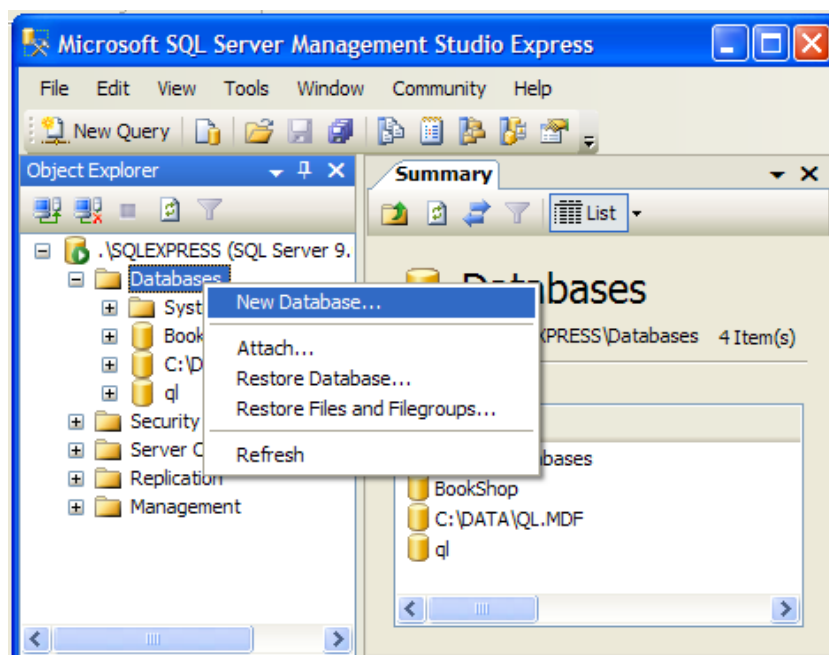 Microsoft SQL Server Management Studio Express
File Edit View Tools Window Community Help
New Query
Object Explorer
Summary
List
.\SQLEXPRESS (SQL Server 9.
Databases
Syst
Book
C:\D
ql
Security
Server C
Replication
Management
New Database...
Attach...
Restore Database...
Restore Files and Filegroups...
Refresh
Databases
XPRESS\Databases 4 Item(s)
bases
BookShop
C:\DATA\QL.MDF
ql